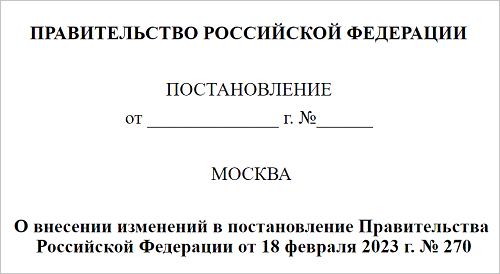 ПРАВИТЕЛЬСТВО РОССИЙСКОЙ ФЕДЕРАЦИИ
ПОСТАНОВЛЕНИЕ
от ______________ г. №______
МОСКВА
О внесении изменений в постановление Правительства
Российской Федерации от 18 февраля 2023 г. № 270